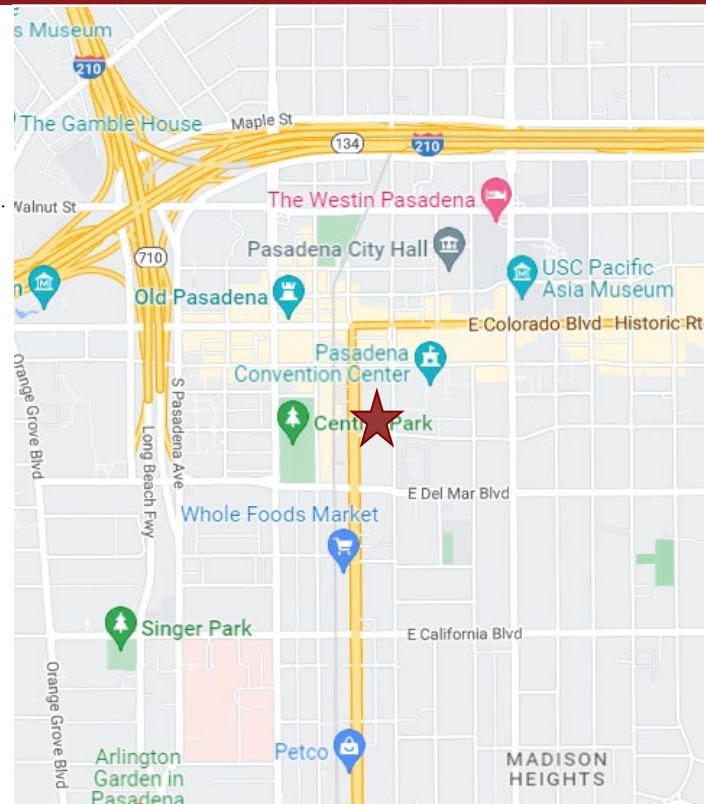 s Museum
210
The Gamble House
Maple St
134
210
Walnut St
The Westin Pasadena
Pasadena City Hall
710
USC Pacific
Asia Museum
Old Pasadena
E Colorado Blvd
Historic Rt
Pasadena
Convention Center
Orange Grove Blvd
S Pasadena Ave
Long Beach Fwy
Park
E Del Mar Blvd
Whole Foods Market
Singer Park
E California Blvd
Orange Grove Blvd
Petco
Arlington
Garden in
Pasadena
MADISON
HEIGHTS